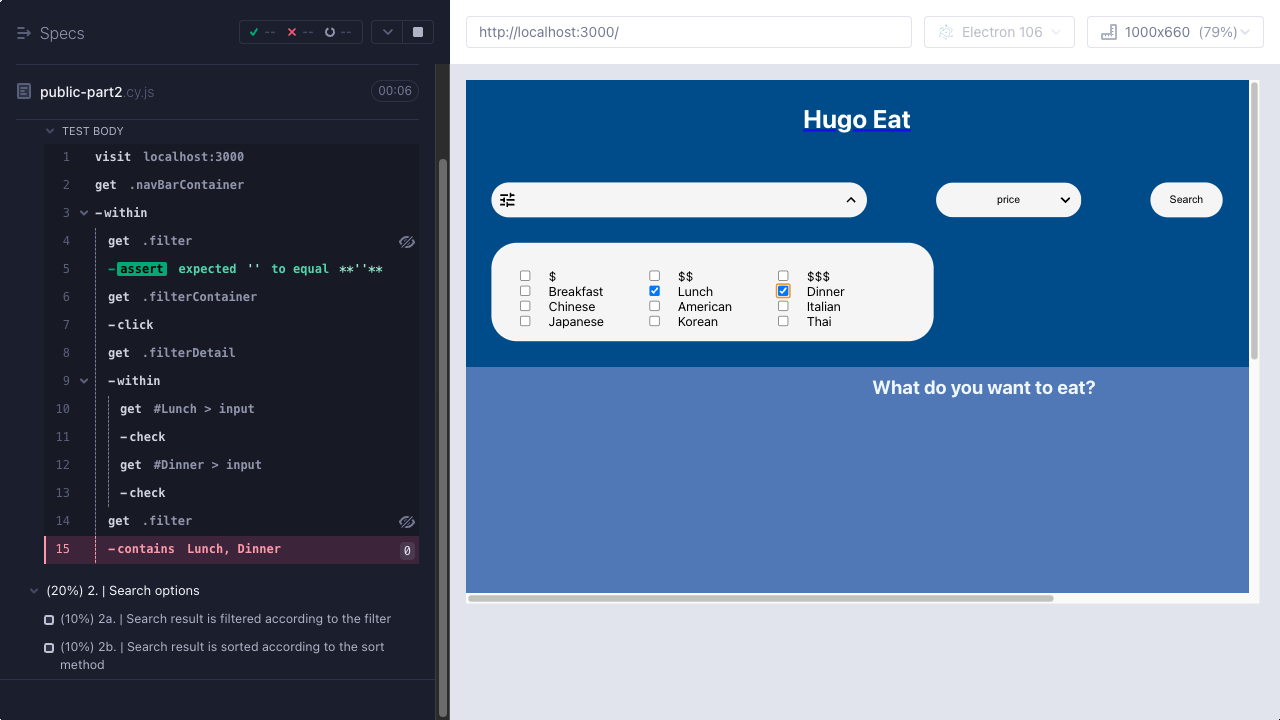 Specs
-- -- --
public-part2.cy.js
00:06
TEST BODY
1 visit localhost:3000
2 get .navBarContainer
3 -within
4 get .filter
5 -assert expected '' to equal **''**
6 get .filterContainer
7 -click
8 get .filterDetail
9 -within
10 get #Lunch > input
11 -check
12 get #Dinner > input
13 -check
14 get .filter
15 -contains Lunch, Dinner 0
(20%) 2. | Search options
(10%) 2a. | Search result is filtered according to the filter
(10%) 2b. | Search result is sorted according to the sort
method
http://localhost:3000/
Electron 106
1000x660 (79%)
Hugo Eat
price
Search
$ $$ $$$
Breakfast Lunch Dinner
Chinese American Italian
Japanese Korean Thai
What do you want to eat?